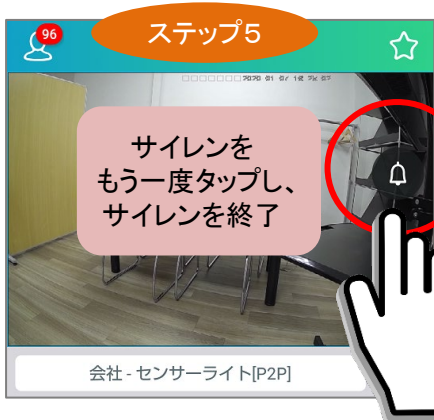 ステップ5
96
サイレンを
もう一度タップし、
サイレンを終了
会社 - センサーライト[P2P]